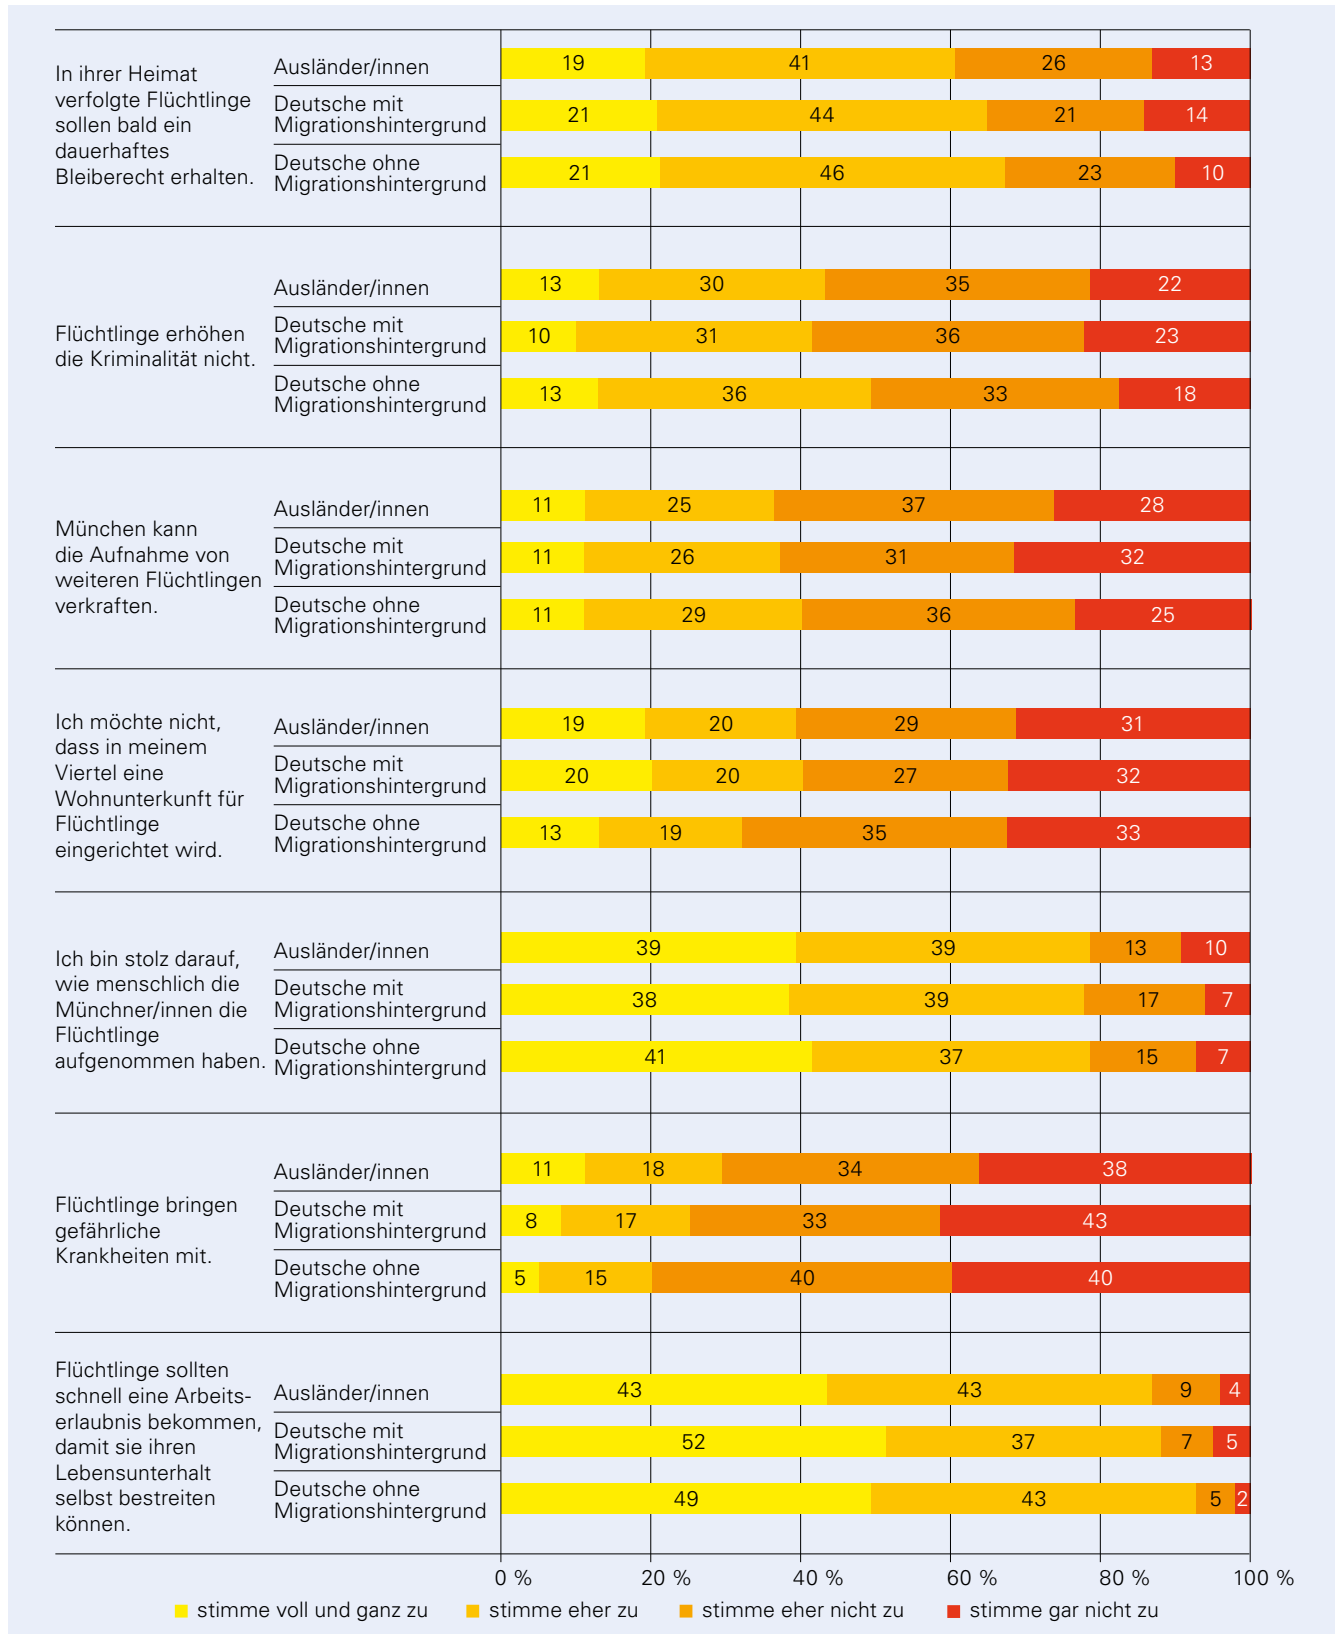 In ihrer Heimat
verfolgte Flüchtlinge
sollen bald ein
dauerhaftes
Bleiberecht erhalten.
Ausländer/innen
19 41 26 13
Deutsche mit
Migrationshintergrund
21 44 21 14
Deutsche ohne
Migrationshintergrund
21 46 23 10
Flüchtlinge erhöhen
die Kriminalität nicht.
Ausländer/innen
13 30 35 22
Deutsche mit
Migrationshintergrund
10 31 36 23
Deutsche ohne
Migrationshintergrund
13 36 33 18
München kann
die Aufnahme von
weiteren Flüchtlingen
verkraften.
Ausländer/innen
11 25 37 28
Deutsche mit
Migrationshintergrund
11 26 31 32
Deutsche ohne
Migrationshintergrund
11 29 36 25
Ich möchte nicht,
dass in meinem
Viertel eine
Wohnunterkunft für
Flüchtlinge
eingerichtet wird.
Ausländer/innen
19 20 29 31
Deutsche mit
Migrationshintergrund
20 20 27 32
Deutsche ohne
Migrationshintergrund
13 19 35 33
Ich bin stolz darauf,
wie menschlich die
Münchner/innen die
Flüchtlinge
aufgenommen haben.
Ausländer/innen
39 39 13 10
Deutsche mit
Migrationshintergrund
38 39 17 7
Deutsche ohne
Migrationshintergrund
41 37 15 7
Flüchtlinge bringen
gefährliche
Krankheiten mit.
Ausländer/innen
11 18 34 38
Deutsche mit
Migrationshintergrund
8 17 33 43
Deutsche ohne
Migrationshintergrund
5 15 40 40
Flüchtlinge sollten
schnell eine Arbeits-
erlaubnis bekommen,
damit sie ihren
Lebensunterhalt
selbst bestreiten
können.
Ausländer/innen
43 43 9 4
Deutsche mit
Migrationshintergrund
52 37 7 5
Deutsche ohne
Migrationshintergrund
49 43 5 2
0 % 20 % 40 % 60 % 80 % 100 %
stimme voll und ganz zu stimme eher zu stimme eher nicht zu stimme gar nicht zu